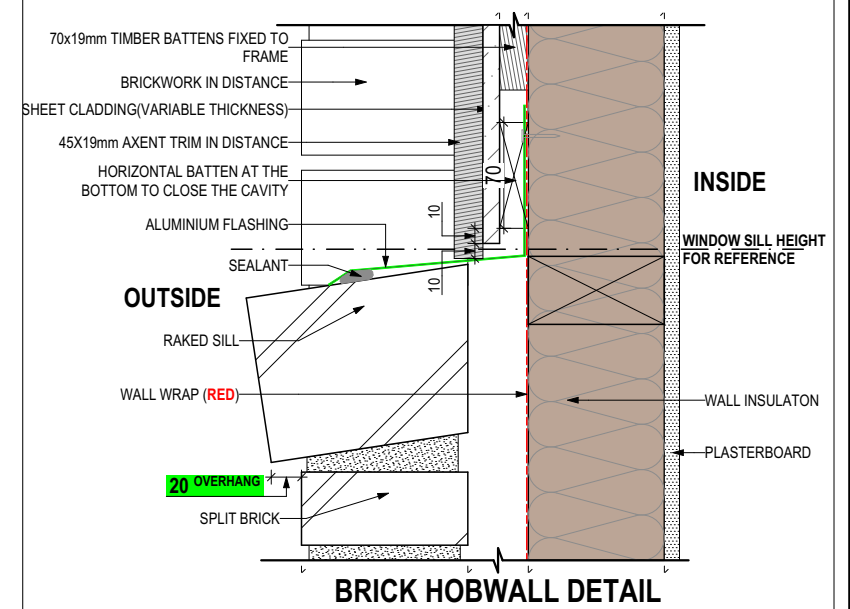 70x19mm TIMBER BATTENS FIXED TO
FRAME
BRICKWORK IN DISTANCE
SHEET CLADDING(VARIABLE THICKNESS)
45X19mm AXENT TRIM IN DISTANCE
HORIZONTAL BATTEN AT THE
BOTTOM TO CLOSE THE CAVITY
70
10
INSIDE
ALUMINIUM FLASHING
WINDOW SILL HEIGHT
FOR REFERENCE
SEALANT
10
OUTSIDE
RAKED SILL
WALL WRAP (RED)
WALL INSULATON
PLASTERBOARD
20 OVERHANG
SPLIT BRICK
BRICK HOBWALL DETAIL